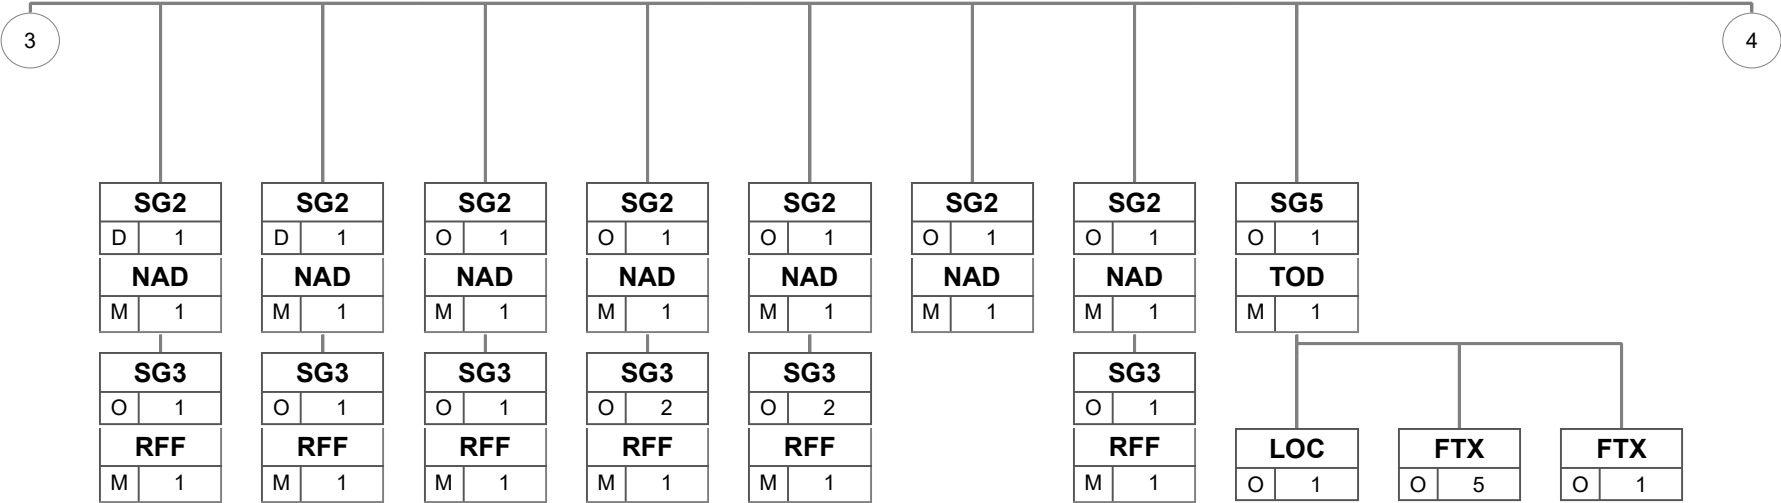 3 4
SG2 SG2 SG2 SG2 SG2 SG2 SG2 SG5
D 1 D 1 O 1 O 1 O 1 O 1 O 1 O 1
NAD NAD NAD NAD NAD NAD NAD TOD
M 1 M 1 M 1 M 1 M 1 M 1 M 1 M 1
SG3 SG3 SG3 SG3 SG3 SG3
O 1 O 1 O 1 O 2 O 2 O 1
RFF RFF RFF RFF RFF RFF LOC FTX FTX
M 1 M 1 M 1 M 1 M 1 M 1 O 1 O 5 O 1